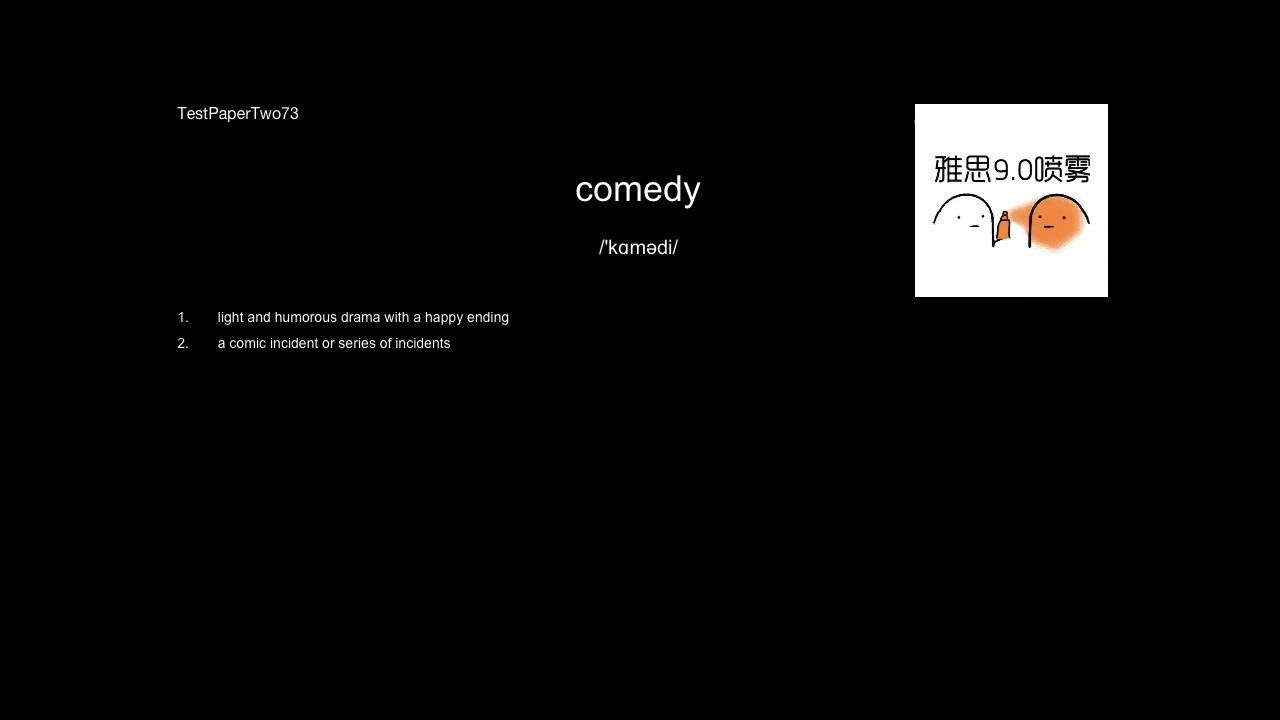 TestPaperTwo73
雅思9.0喷雾
comedy
/'kɑmədi/
1. light and humorous drama with a happy ending
2. a comic incident or series of incidents